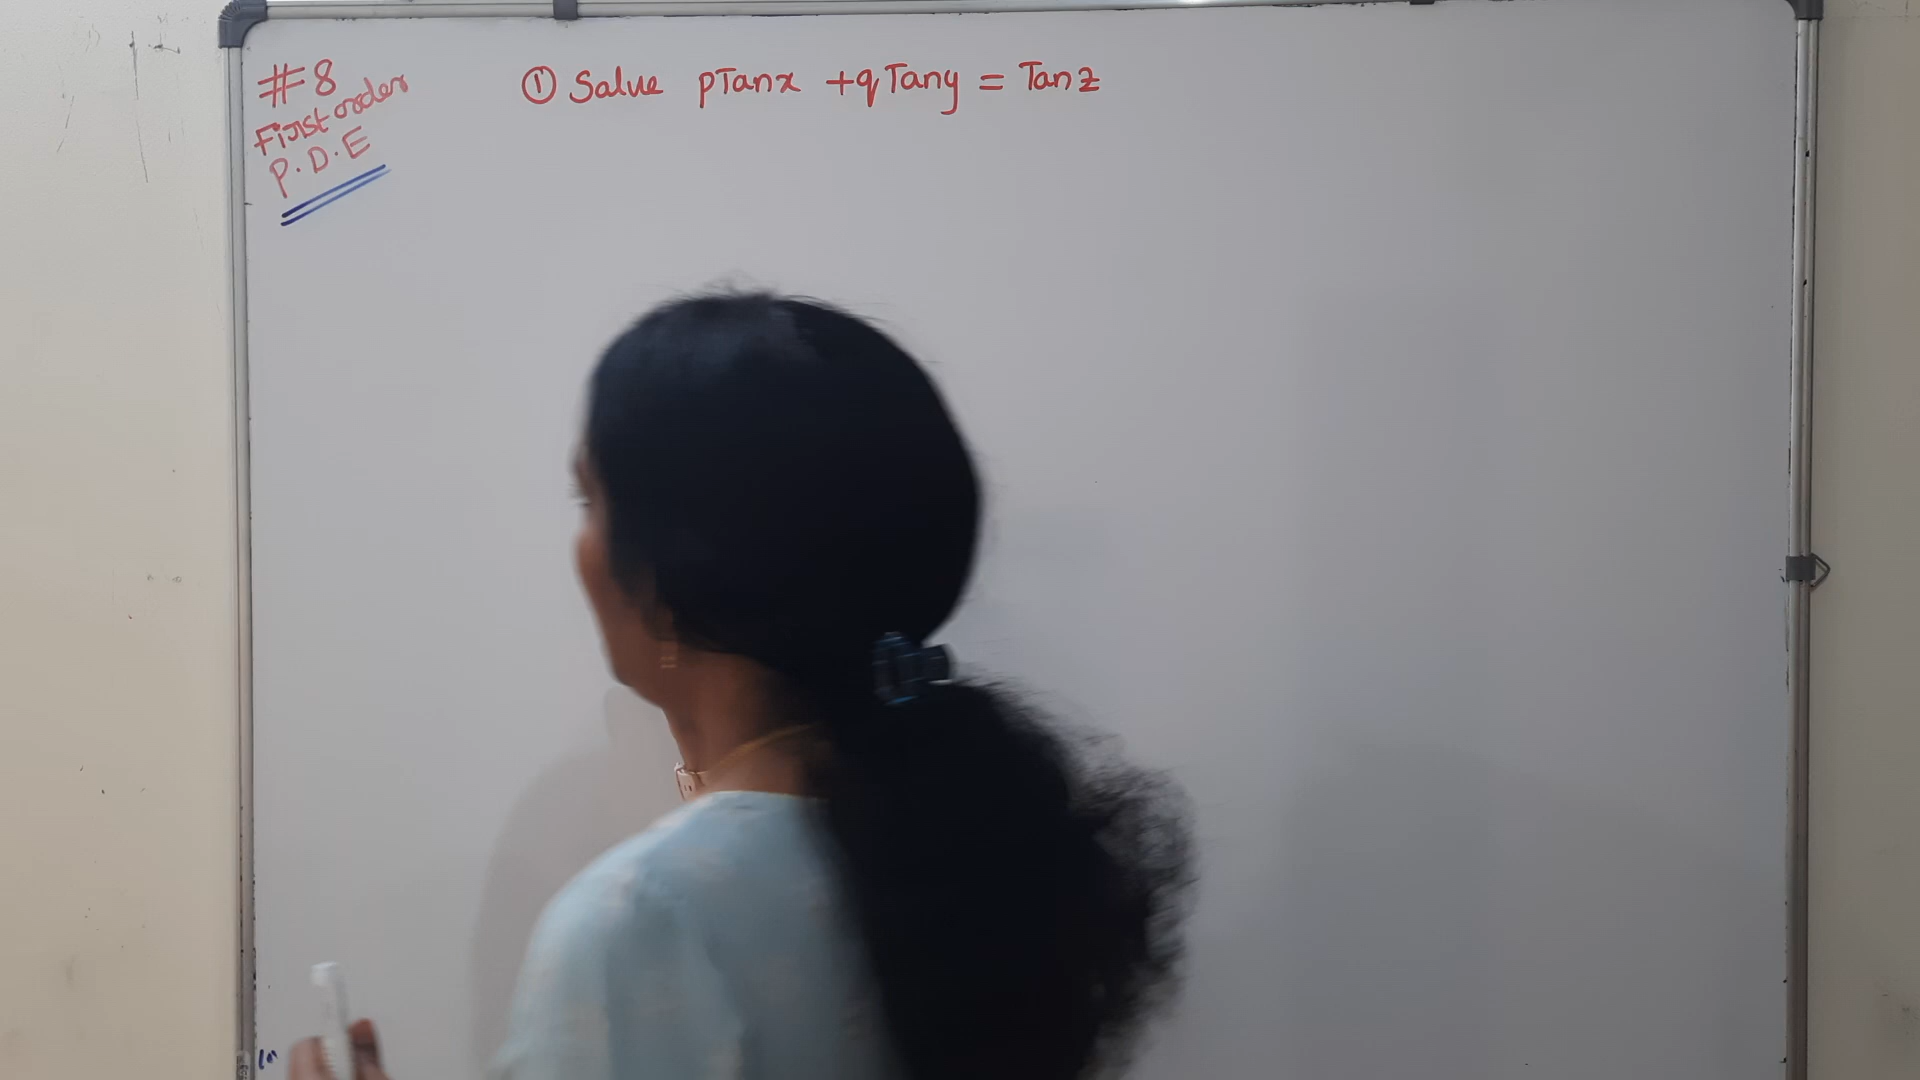 #8
First order
P.D.E
① Solve pTanx + qTany = Tanz